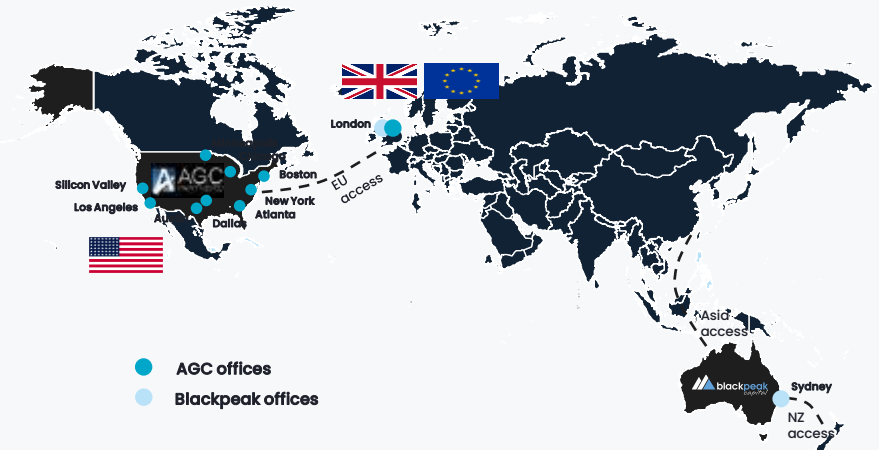 London
Boston
Silicon Valley
AGC
EU
access
New York
Los Angeles
Atlanta
Dallas
Asia
access
AGC offices
blackpeak
capital
Sydney
Blackpeak offices
NZ
access